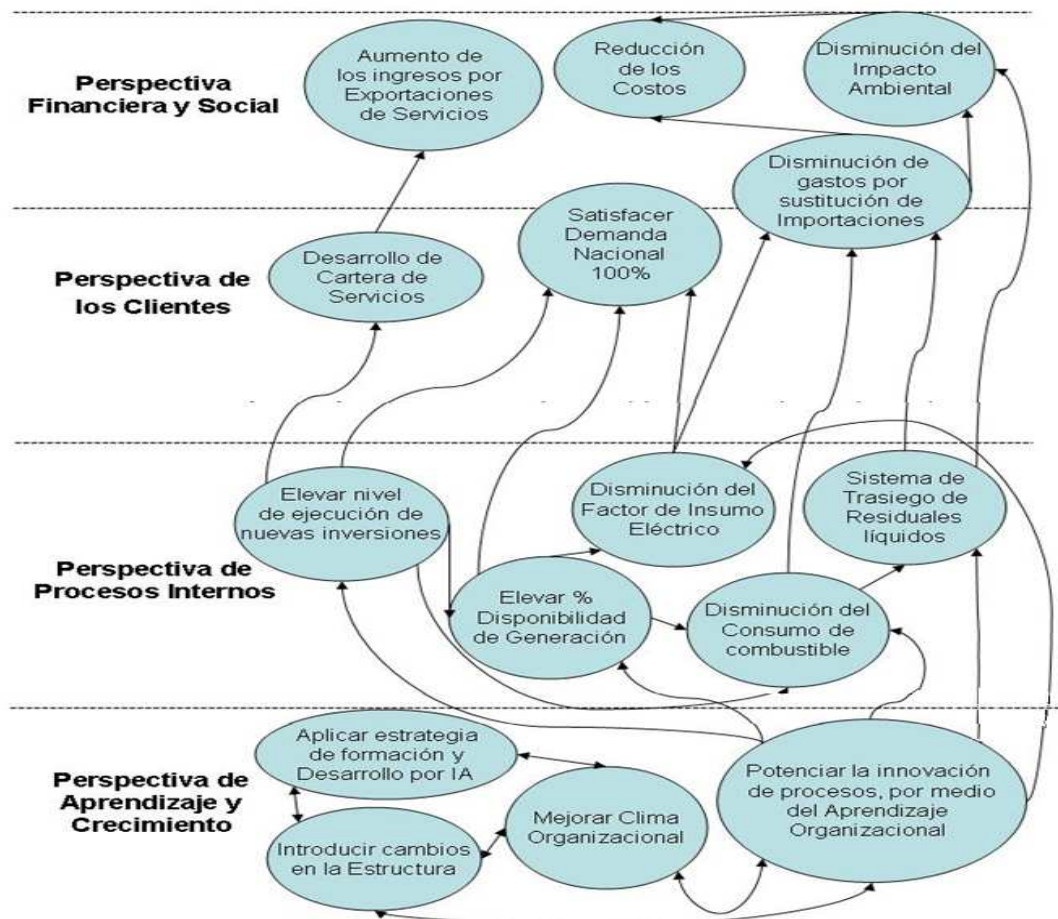 Perspectiva
Financiera y Social
Aumento de
los ingresos por
Exportaciones
de Servicios
Reducción
de los
Costos
Disminución del
Impacto
Ambiental
Disminución de
gastos por
sustitución de
Importaciones
Perspectiva de
los Clientes
Desarrollo de
Cartera de
Servicios
Satisfacer
Demanda
Nacional
100%
Perspectiva de
Procesos Internos
Elevar nivel
de ejecución de
nuevas inversiones
Disminución del
Factor de Insumo
Eléctrico
Sistema de
Trasiego de
Residuales
líquidos
Elevar %
Disponibilidad
de Generación
Disminución del
Consumo de
combustible
Perspectiva de
Aprendizaje y
Crecimiento
Aplicar estrategia
de formación y
Desarrollo por IA
Introducir cambios
en la Estructura
Mejorar Clima
Organizacional
Potenciar la innovación
de procesos, por medio
del Aprendizaje
Organizacional